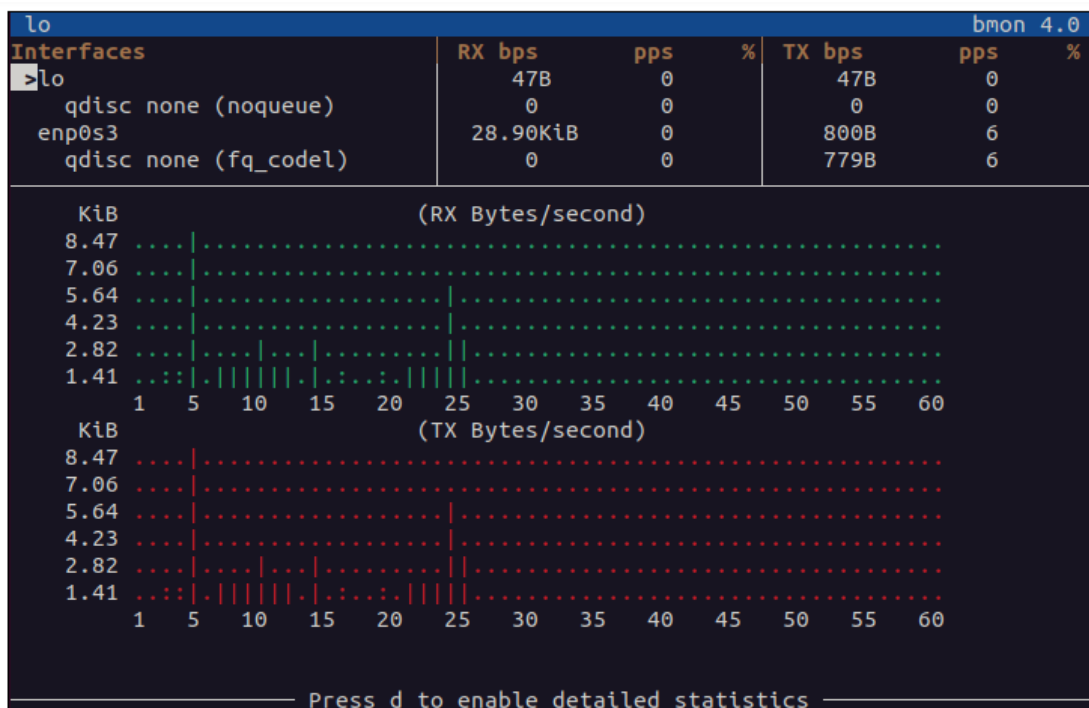 lo bmon 4.0
Interfaces RX bps pps % TX bps pps %
>lo 47B 0 47B 0
qdisc none (noqueue) 0 0 0 0
enp0s3 28.90KiB 0 800B 6
qdisc none (fq_codel) 0 0 779B 6
KiB (RX Bytes/second)
8.47 ....|.......................................................
7.06 ....|.......................................................
5.64 ....|..................|....................................
4.23 ....|..................|....................................
2.82 ....|....|...|.........||...................................
1.41 ..::|.||||||.|.:..:.|||||...................................
1 5 10 15 20 25 30 35 40 45 50 55 60
KiB (TX Bytes/second)
8.47 ....|.......................................................
7.06 ....|.......................................................
5.64 ....|..................|....................................
4.23 ....|..................|....................................
2.82 ....|....|...|.........||...................................
1.41 ..::|.||||||.|.:..:.|||||...................................
1 5 10 15 20 25 30 35 40 45 50 55 60
Press d to enable detailed statistics